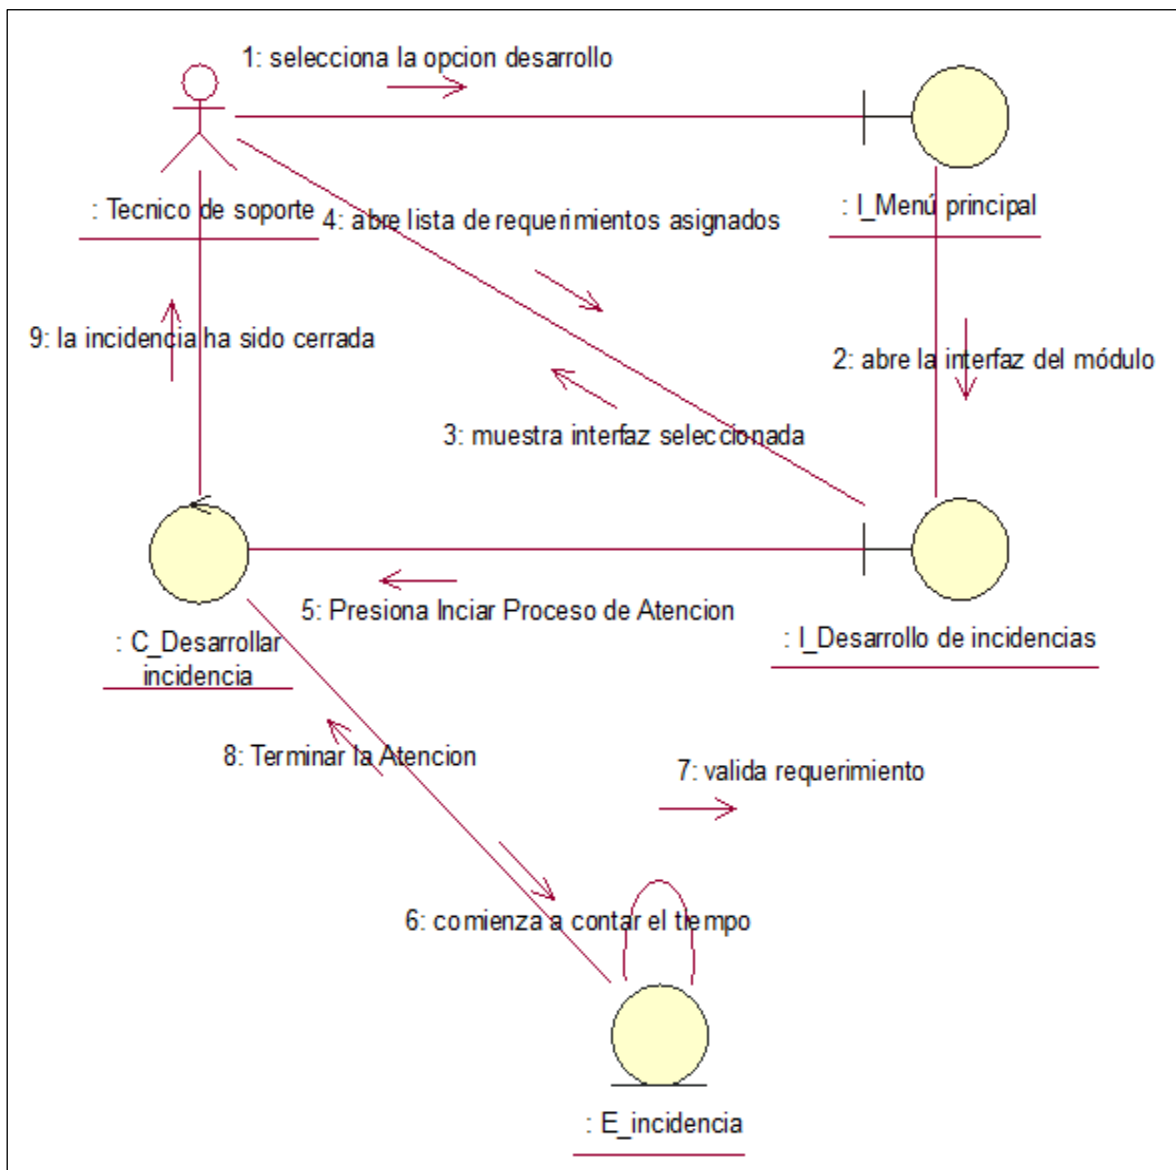 1: selecciona la opcion desarrollo
: Tecnico de soporte
: I_Menú principal
4: abre lista de requerimientos asignados
9: la incidencia ha sido cerrada
2: abre la interfaz del módulo
3: muestra interfaz seleccionada
5: Presiona Inciar Proceso de Atencion
: C_Desarrollar
incidencia
: I_Desarrollo de incidencias
8: Terminar la Atencion
7: valida requerimiento
6: comienza a contar el tiempo
: E_incidencia